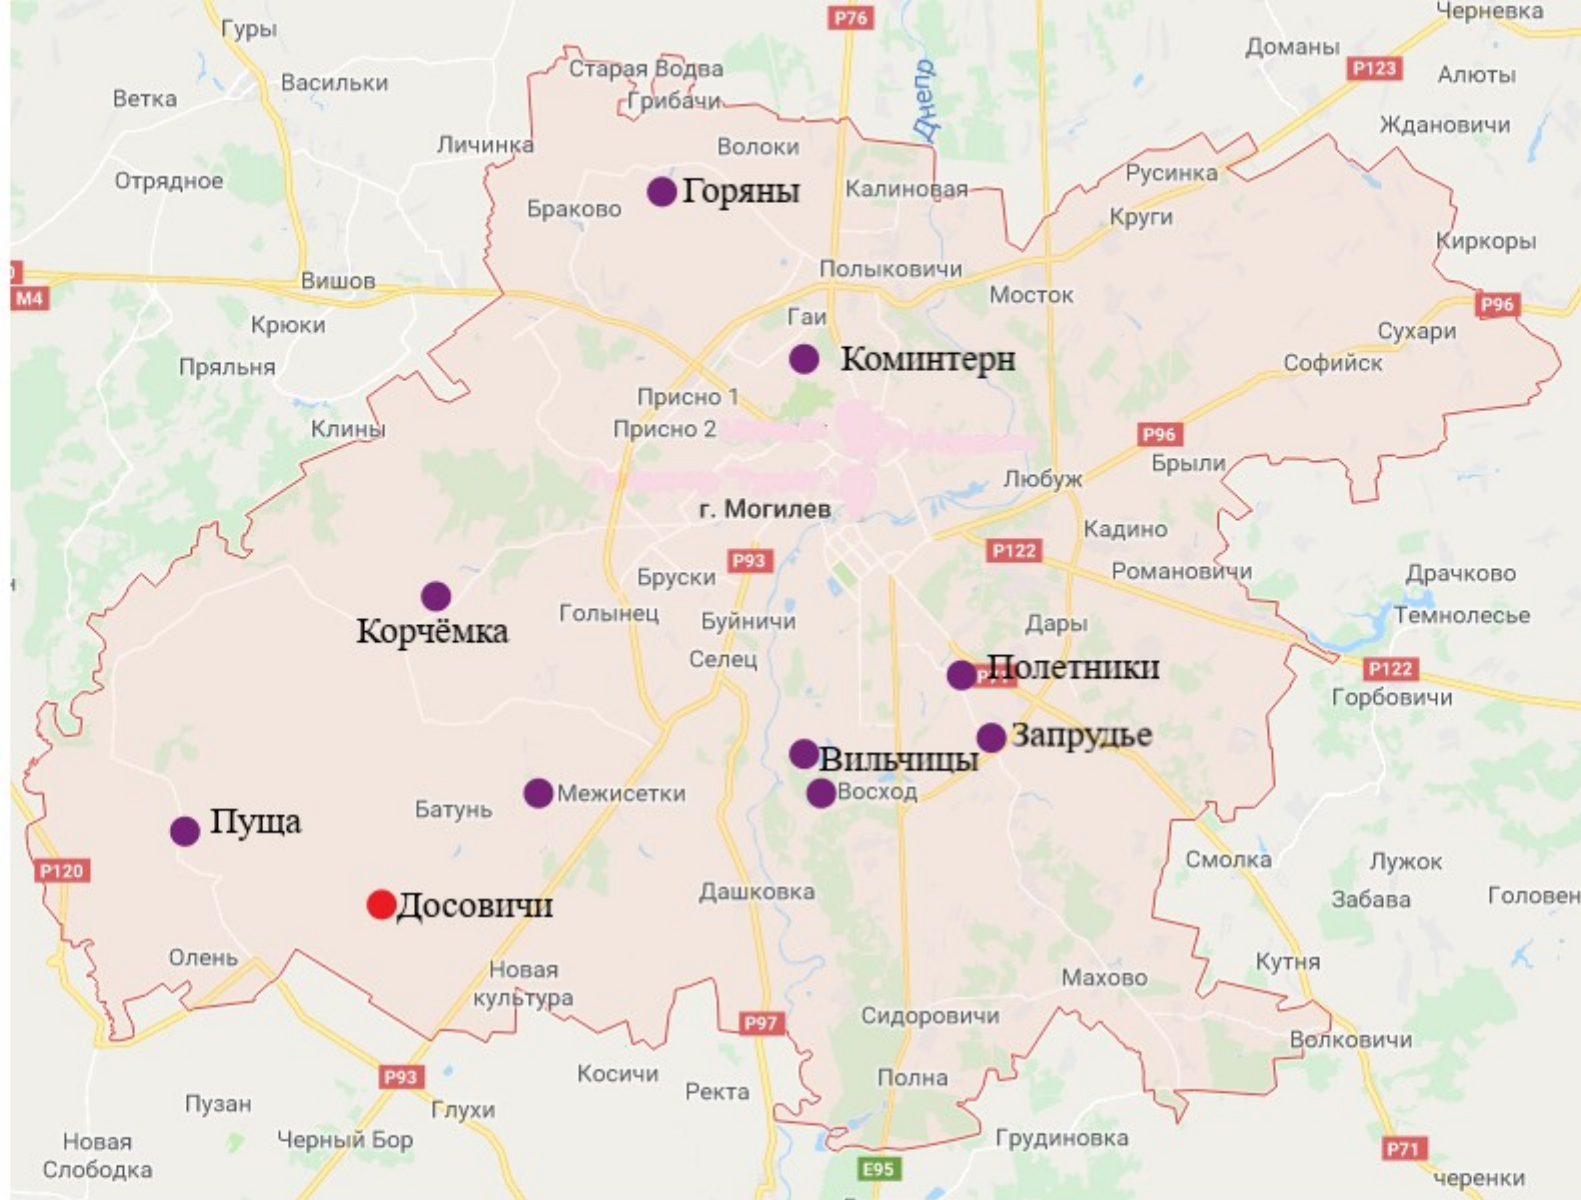 Гуры
P76
Черневка
Доманы
P123
Алюты
Старая Водва
Васильки
Ветка
Грибачи
Днепр
Ждановичи
Личинка
Волоки
Русинка
Отрядное
Горяны
Калиновая
Браково
Круги
Киркоры
Полыковичи
M4
Вишов
Мосток
P96
Гаи
Крюки
Сухари
Коминтерн
Софийск
Пряльня
Присно 1
Присно 2
Клины
P96
Брыли
Любуж
г. Могилев
Кадино
P122
P93
Романовичи
Драчково
Бруски
Темнолесье
Голынец
Буйничи
Дары
Корчёмка
Селец
Полетники
P122
Горбовичи
Запрудье
Вильчицы
Межисетки
Восход
Батунь
Пуща
P120
Смолка
Лужок
Дашковка
Забава
Головен
Досовичи
Олень
Новая
культура
Кутня
Махово
Сидоровичи
P97
Волковичи
P93
Косичи
Полна
Ректа
Пузан
Глухи
Новая
Слободка
Черный Бор
Грудиновка
P71
E95
черенки